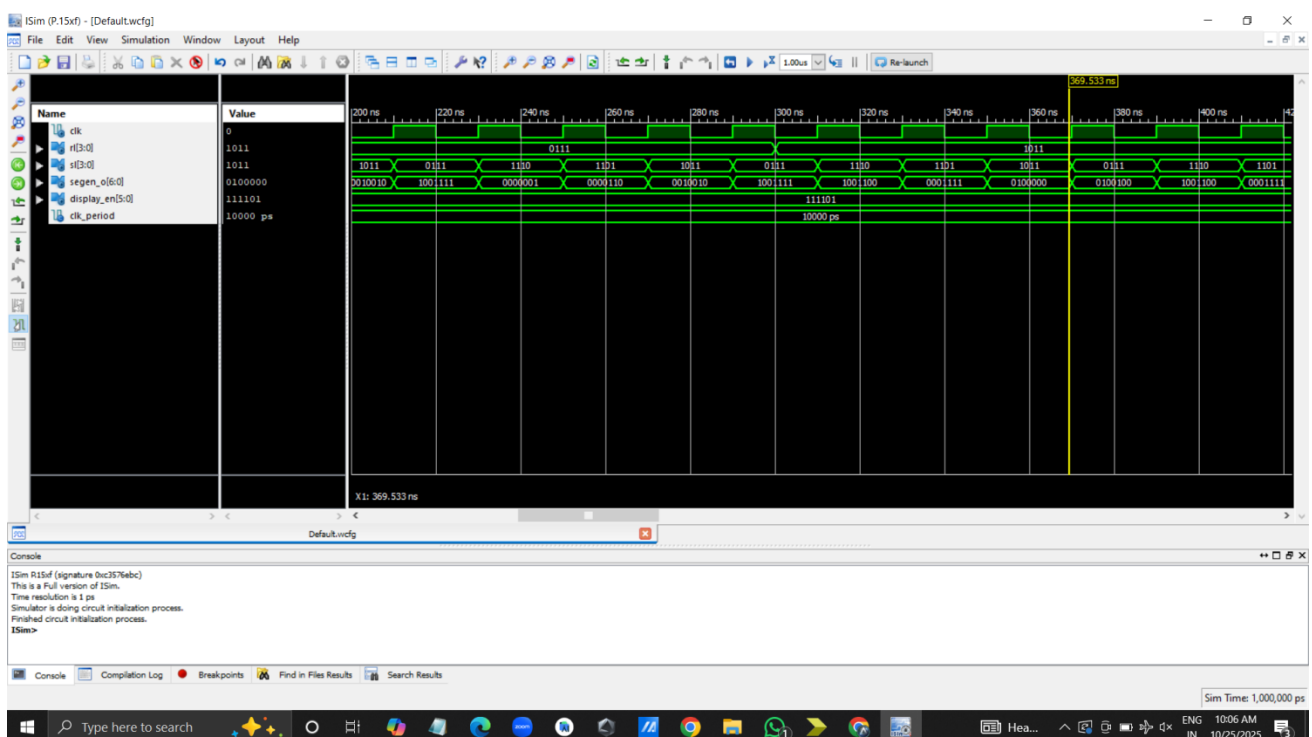 ISim (P.15xf) - [Default.wcfg]
File Edit View Simulation Window Layout Help
1.00us Re-launch
369.533 ns
Name Value
200 ns 220 ns 240 ns 260 ns 280 ns 300 ns 320 ns 340 ns 360 ns 380 ns 400 ns 42
clk 0
rl[3:0] 1011 0111 1011
sl[3:0] 1011 1011 0111 1110 1101 1011 0111 1110 1101 1011 0111 1110 1101
segen_o[6:0] 0100000 0010010 1001111 0000001 0000110 0010010 1001111 1001100 0001111 0100000 0100100 1001100 0001111
display_en[5:0] 111101 111101
clk_period 10000 ps 10000 ps
X1: 369.533 ns
Default.wcfg
Console
ISim R15xf (signature 0xc3576ebc)
This is a Full version of ISim.
Time resolution is 1 ps
Simulator is doing circuit initialization process.
Finished circuit initialization process.
ISim>
Console Compilation Log Breakpoints Find in Files Results Search Results
Sim Time: 1,000,000 ps
Type here to search Hea... ENG 10:06 AM
IN 10/25/2025